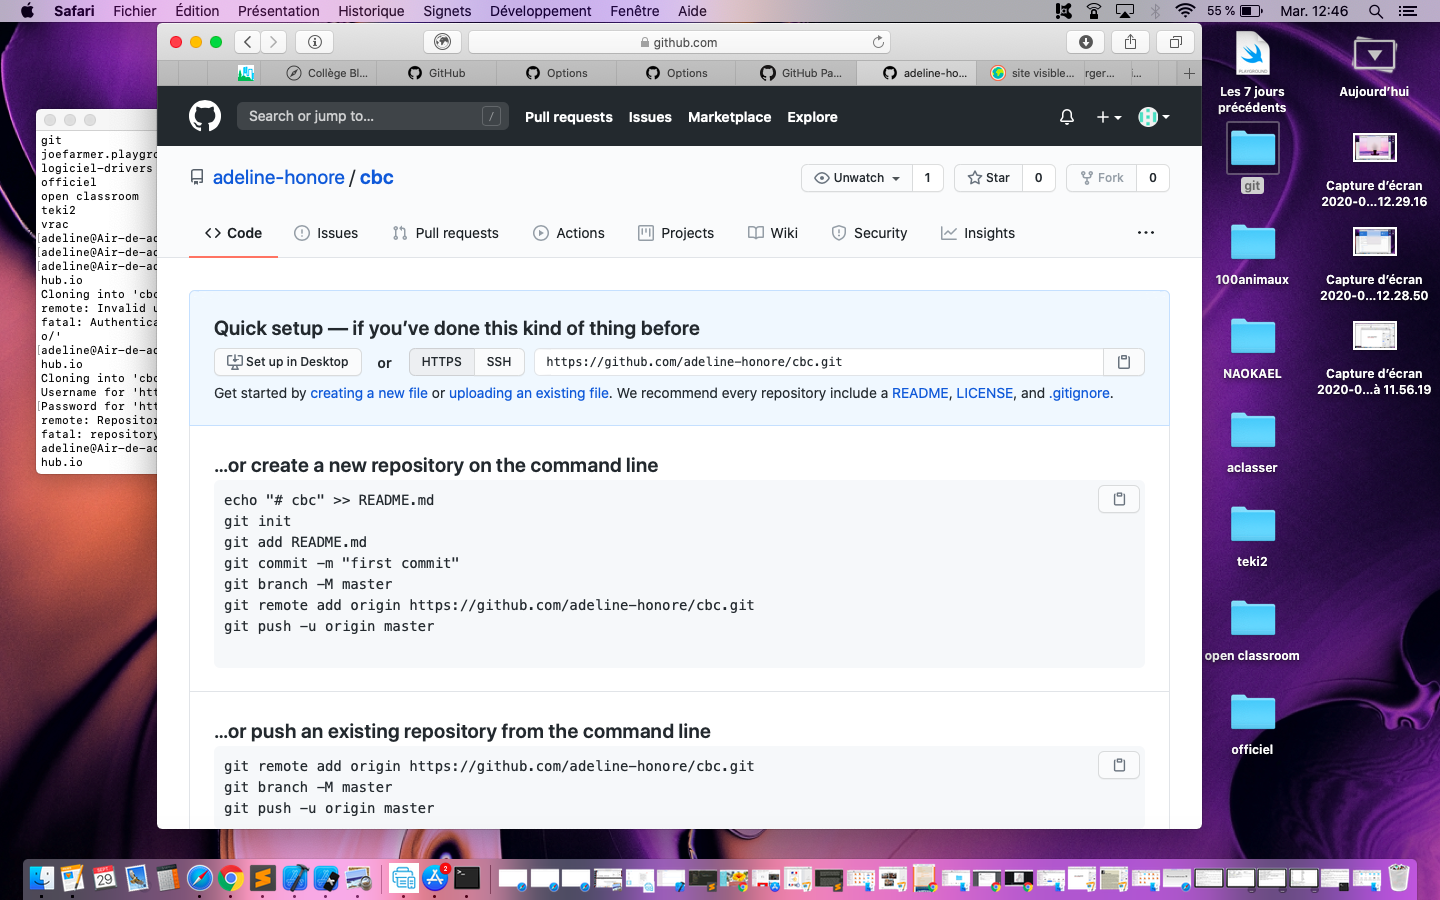 Safari Fichier Édition Présentation Historique Signets Développement Fenêtre Aide 55 % Mar. 12:46
github.com
Collège Bl... GitHub Options Options GitHub Pa... adeline-ho... site visible... rger... i...
git
joefarmer.playgro
logiciel-drivers
officiel
open classroom
teki2
vrac
adeline@Air-de-ad
adeline@Air-de-ad
adeline@Air-de-ad
hub.io
Cloning into 'cbc
remote: Invalid u
fatal: Authentica
o/'
adeline@Air-de-ad
hub.io
Cloning into 'cbc
Username for 'htt
Password for 'htt
remote: Repositor
fatal: repository
adeline@Air-de-ad
hub.io
Search or jump to... / Pull requests Issues Marketplace Explore
adeline-honore / cbc
Unwatch 1 Star 0 Fork 0
Code Issues Pull requests Actions Projects Wiki Security Insights ...
Quick setup — if you’ve done this kind of thing before
Set up in Desktop or HTTPS SSH https://github.com/adeline-honore/cbc.git
Get started by creating a new file or uploading an existing file. We recommend every repository include a README, LICENSE, and .gitignore.
…or create a new repository on the command line
echo "# cbc" >> README.md
git init
git add README.md
git commit -m "first commit"
git branch -M master
git remote add origin https://github.com/adeline-honore/cbc.git
git push -u origin master
…or push an existing repository from the command line
git remote add origin https://github.com/adeline-honore/cbc.git
git branch -M master
git push -u origin master
PLAYGROUND
Les 7 jours
précédents
git
100animaux
NAOKAEL
aclasser
teki2
open classroom
officiel
Aujourd’hui
Capture d’écran
2020-0...12.29.16
Capture d’écran
2020-0...12.28.50
Capture d’écran
2020-0...à 11.56.19
SEPT.
29
2